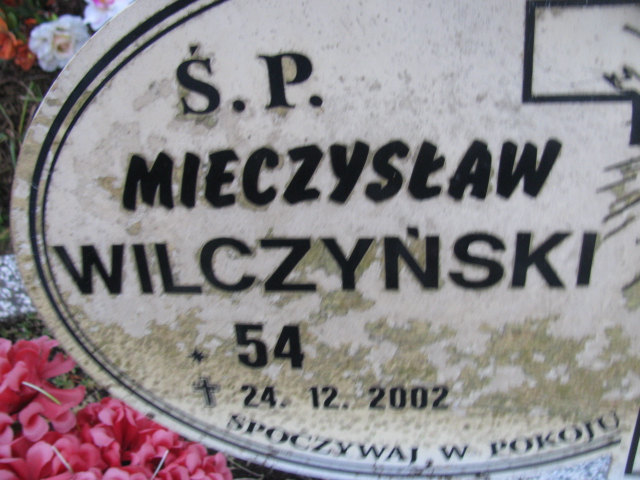 Ś. P.
MIECZYSŁAW
WILCZYŃSKI
* 54
✝ 24. 12. 2002
SPOCZYWAJ W POKOJU